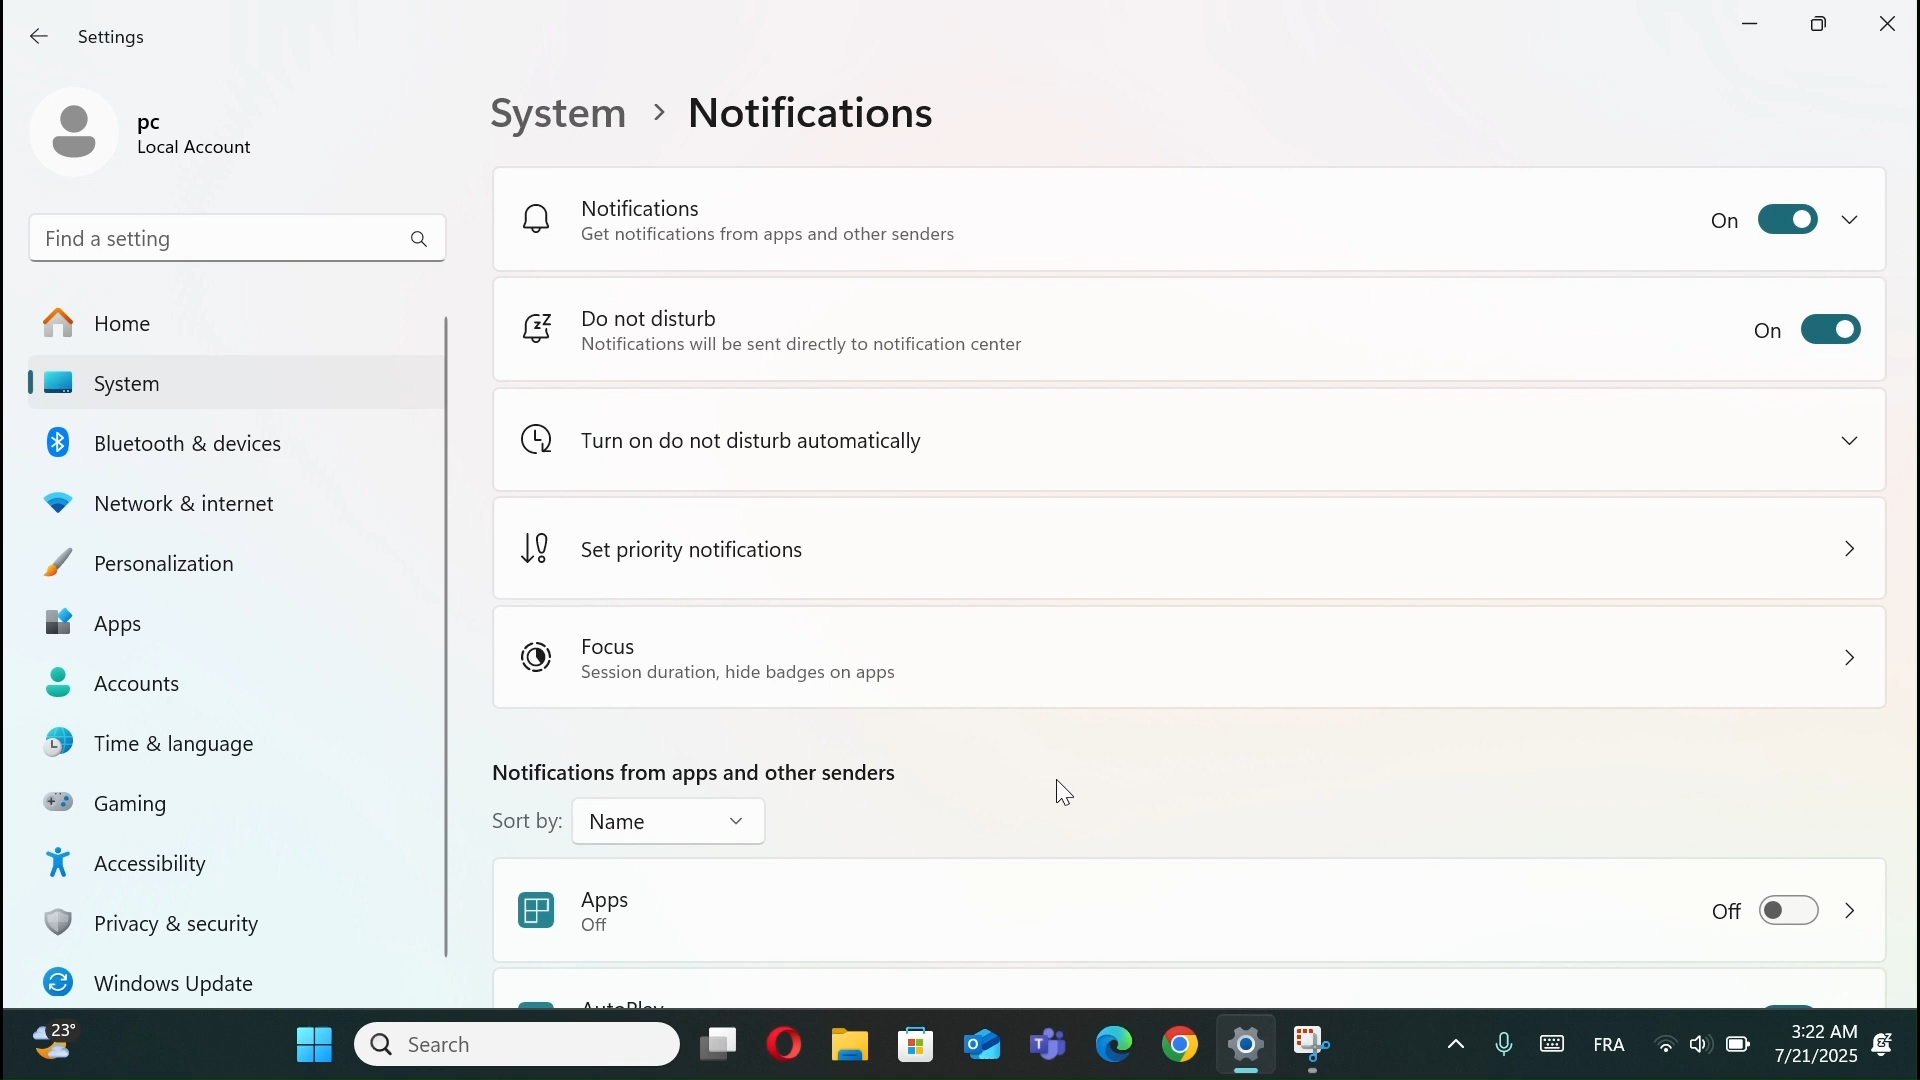 Settings
pc
Local Account
Find a setting
Home
System
Bluetooth & devices
Network & internet
Personalization
Apps
Accounts
Time & language
Gaming
Accessibility
Privacy & security
Windows Update
System > Notifications
Notifications
Get notifications from apps and other senders
On
Do not disturb
Notifications will be sent directly to notification center
On
Turn on do not disturb automatically
Set priority notifications
Focus
Session duration, hide badges on apps
Notifications from apps and other senders
Sort by: Name
Apps
Off
Off
AutoPlay
23°
Search
FRA
3:22 AM
7/21/2025